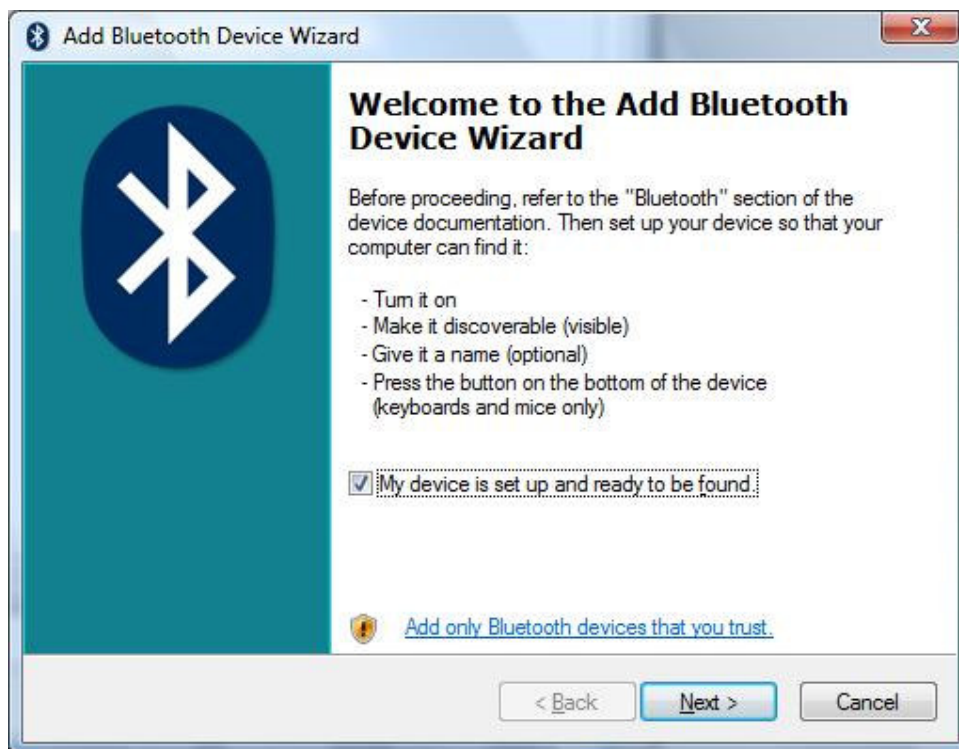 Add Bluetooth Device Wizard
Welcome to the Add Bluetooth
Device Wizard
Before proceeding, refer to the "Bluetooth" section of the
device documentation. Then set up your device so that your
computer can find it:
- Turn it on
- Make it discoverable (visible)
- Give it a name (optional)
- Press the button on the bottom of the device
(keyboards and mice only)
My device is set up and ready to be found.
Add only Bluetooth devices that you trust.
< Back Next > Cancel